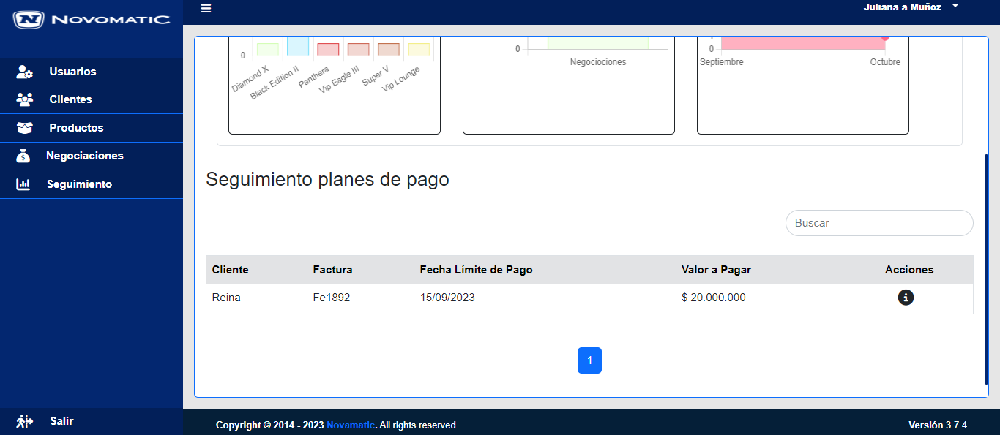 NOVOMATIC
Juliana a Muñoz
Usuarios
Clientes
Productos
Negociaciones
Seguimiento
Salir
0
Diamond X
Black Edition II
Panthera
Vip Eagle III
Super V
Vip Lounge
0
Negociociones
0
Septiembre Octubre
Seguimiento planes de pago
Buscar
Cliente Factura Fecha Límite de Pago Valor a Pagar Acciones
Reina Fe1892 15/09/2023 $ 20.000.000
1
Copyright © 2014 - 2023 Novamatic. All rights reserved. Versión 3.7.4